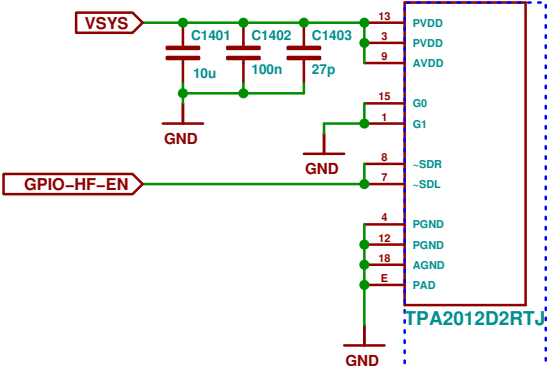 VSYS
C1401 C1402 C1403
10u 100n 27p
GND
13 PVDD
3 PVDD
9 AVDD
15 G0
1 G1
GND
8 ~SDR
GPIO-HF-EN
7 ~SDL
4 PGND
12 PGND
18 AGND
E PAD
TPA2012D2RTJ
GND